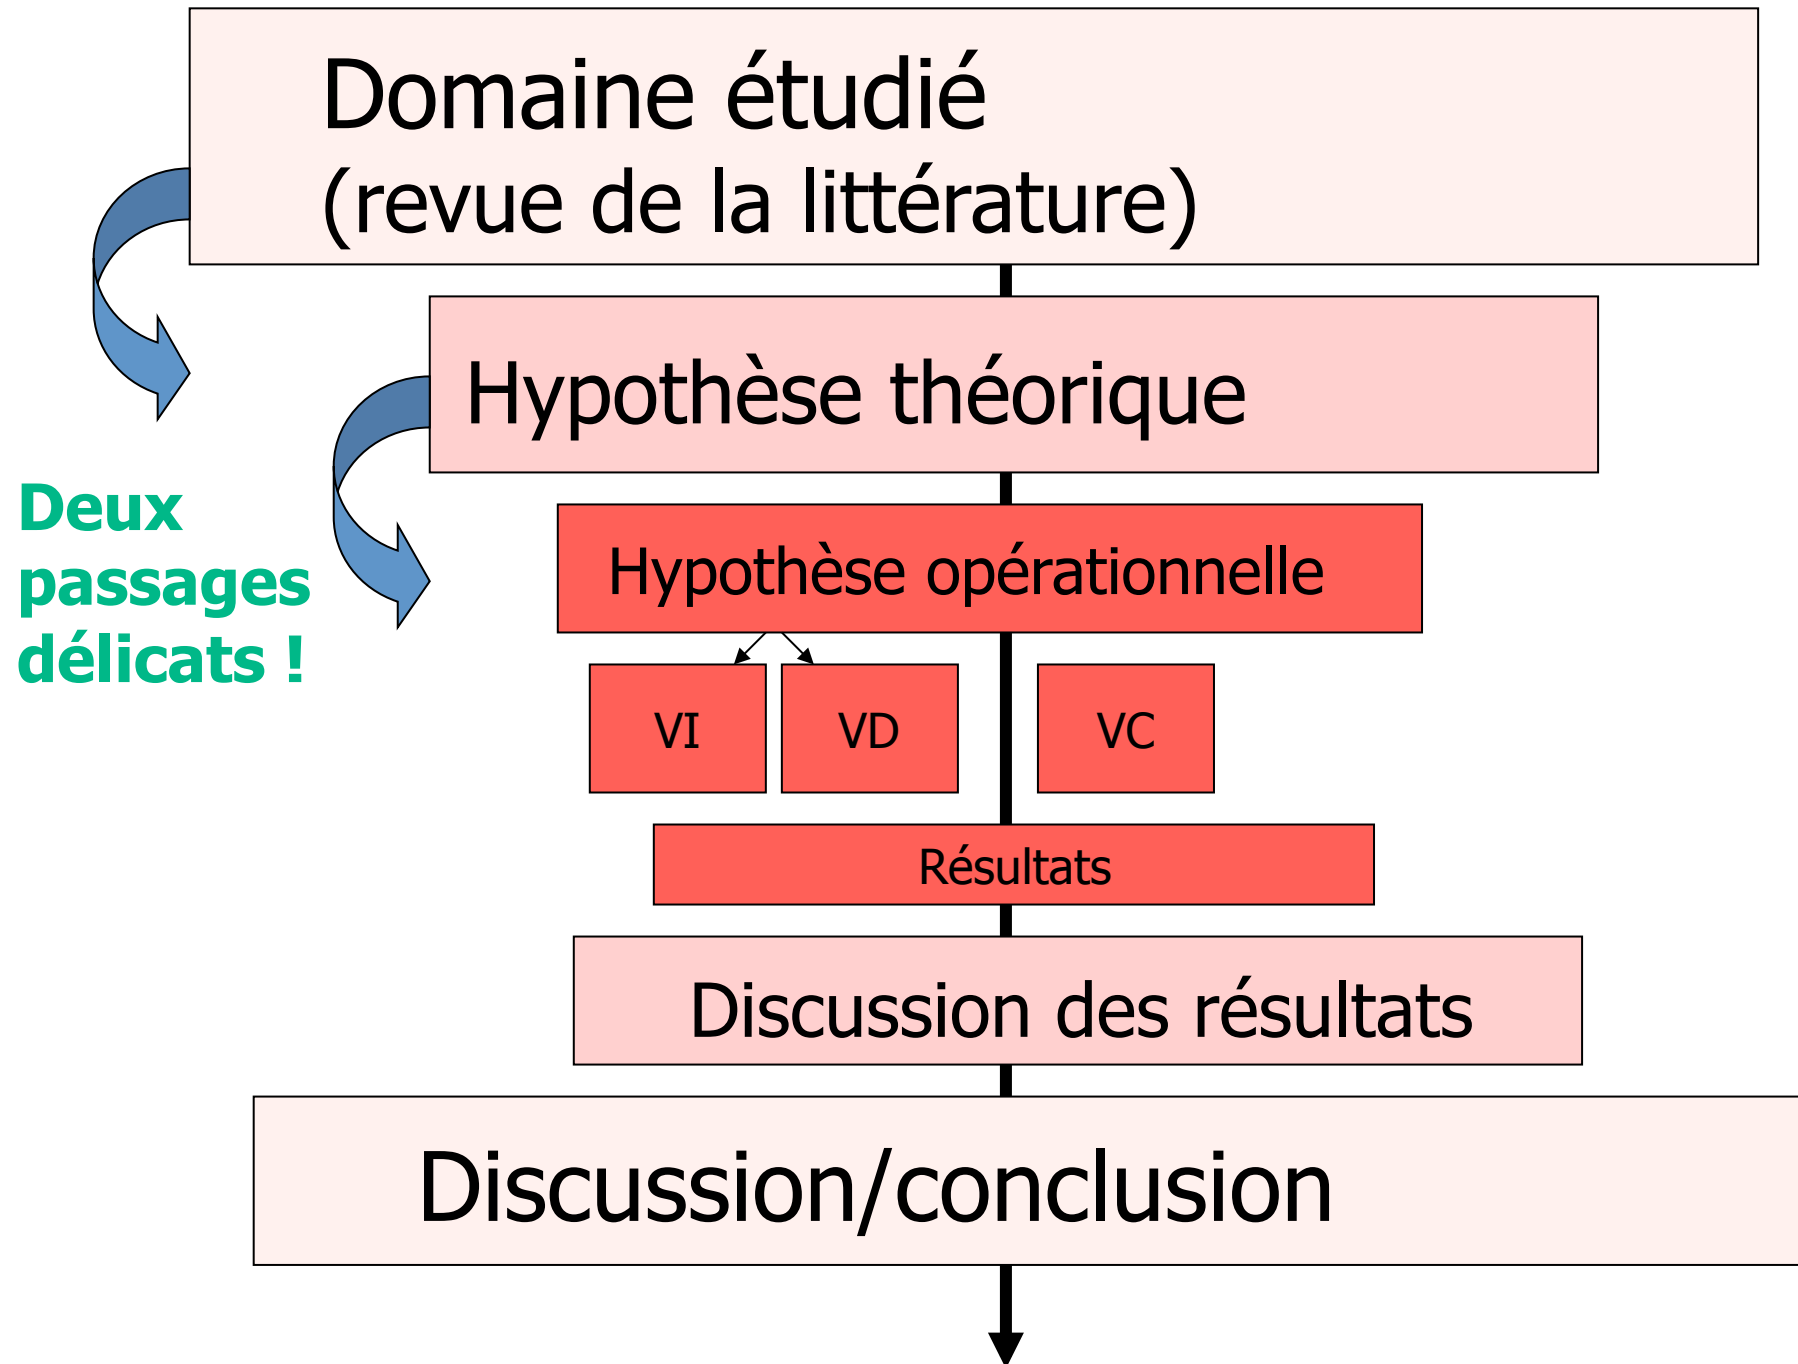 Domaine étudié
(revue de la littérature)
Hypothèse théorique
Deux
passages
délicats !
Hypothèse opérationnelle
VI
VD
VC
Résultats
Discussion des résultats
Discussion/conclusion